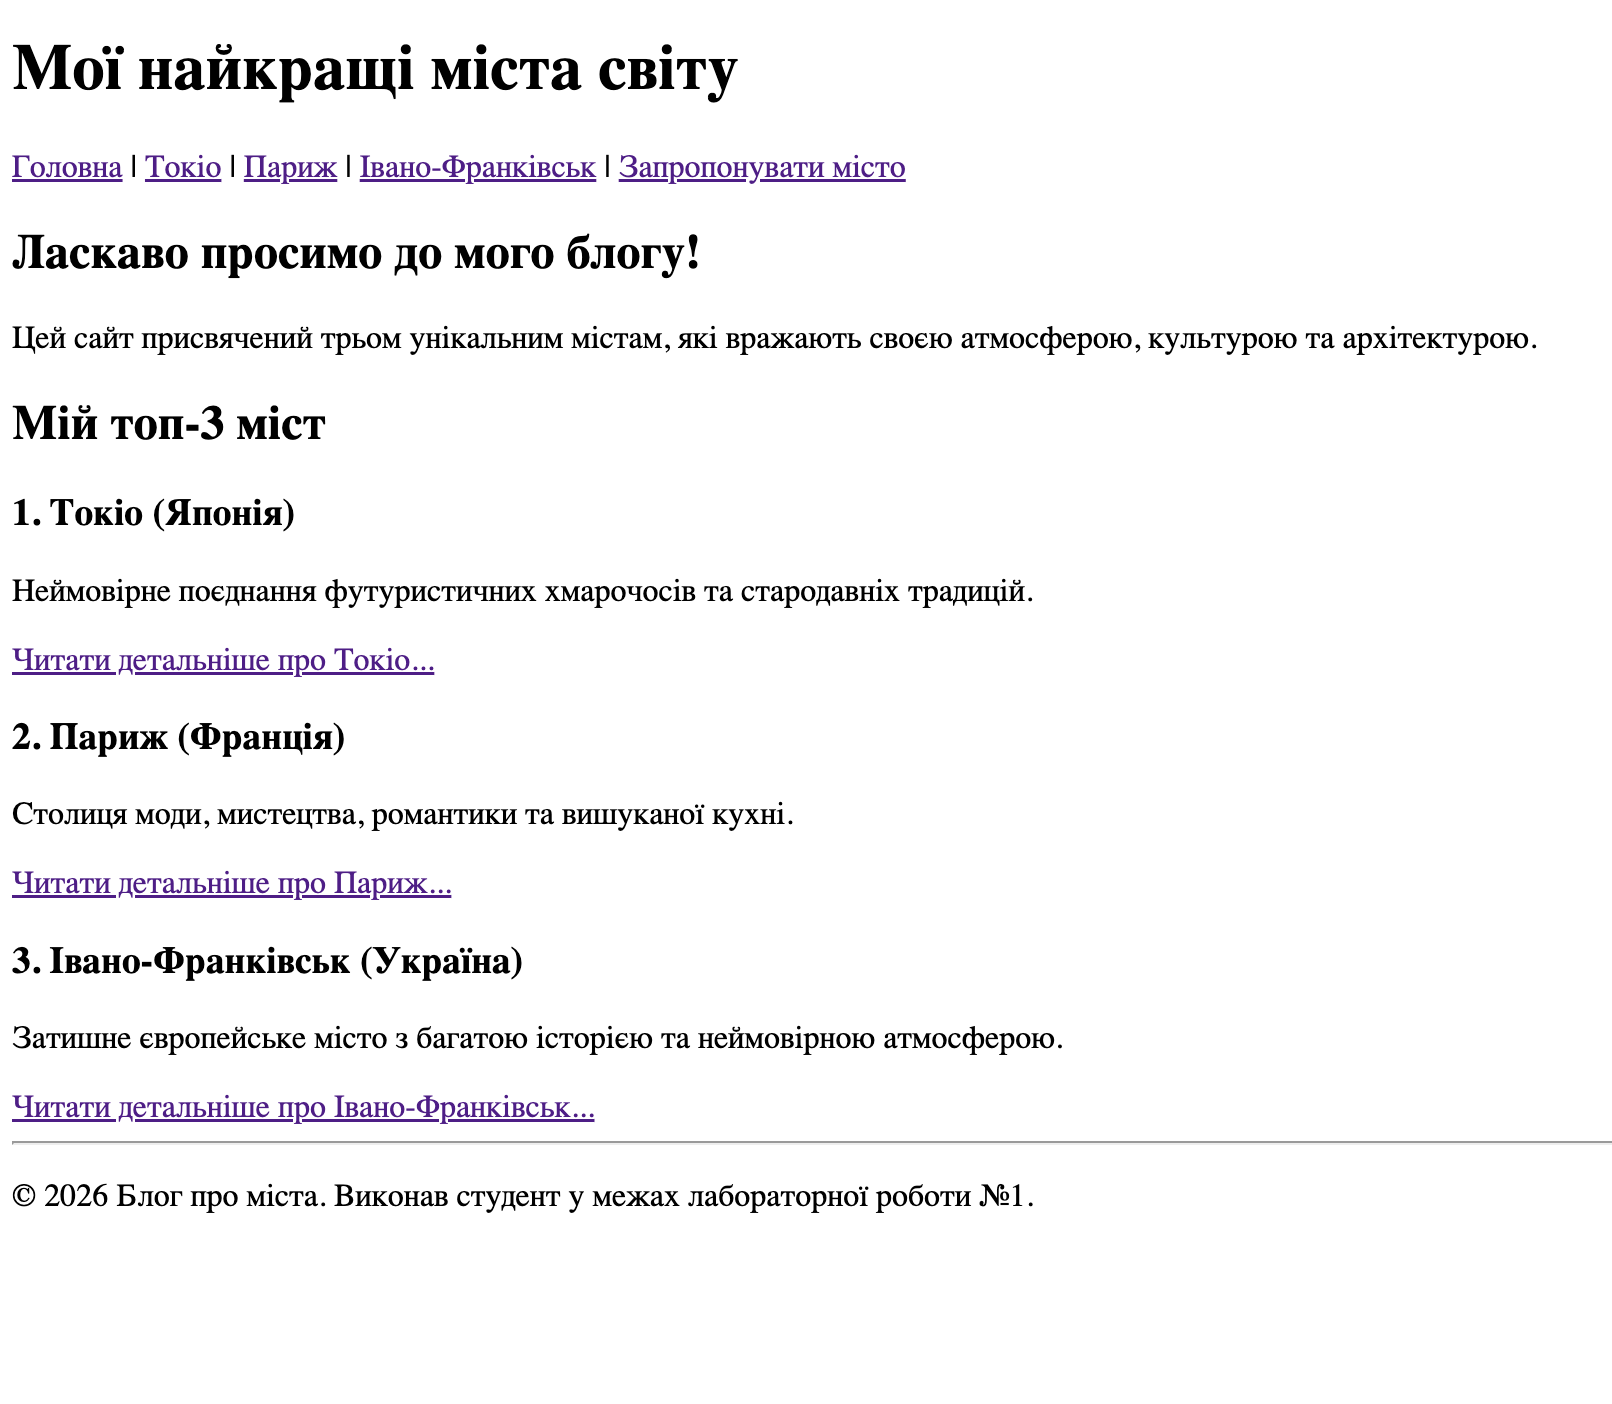 Мої найкращі міста світу
Головна | Токіо | Париж | Івано-Франківськ | Запропонувати місто
Ласкаво просимо до мого блогу!
Цей сайт присвячений трьом унікальним містам, які вражають своєю атмосферою, культурою та архітектурою.
Мій топ-3 міст
1. Токіо (Японія)
Неймовірне поєднання футуристичних хмарочосів та стародавніх традицій.
Читати детальніше про Токіо...
2. Париж (Франція)
Столиця моди, мистецтва, романтики та вишуканої кухні.
Читати детальніше про Париж...
3. Івано-Франківськ (Україна)
Затишне європейське місто з багатою історією та неймовірною атмосферою.
Читати детальніше про Івано-Франківськ...
© 2026 Блог про міста. Виконав студент у межах лабораторної роботи №1.